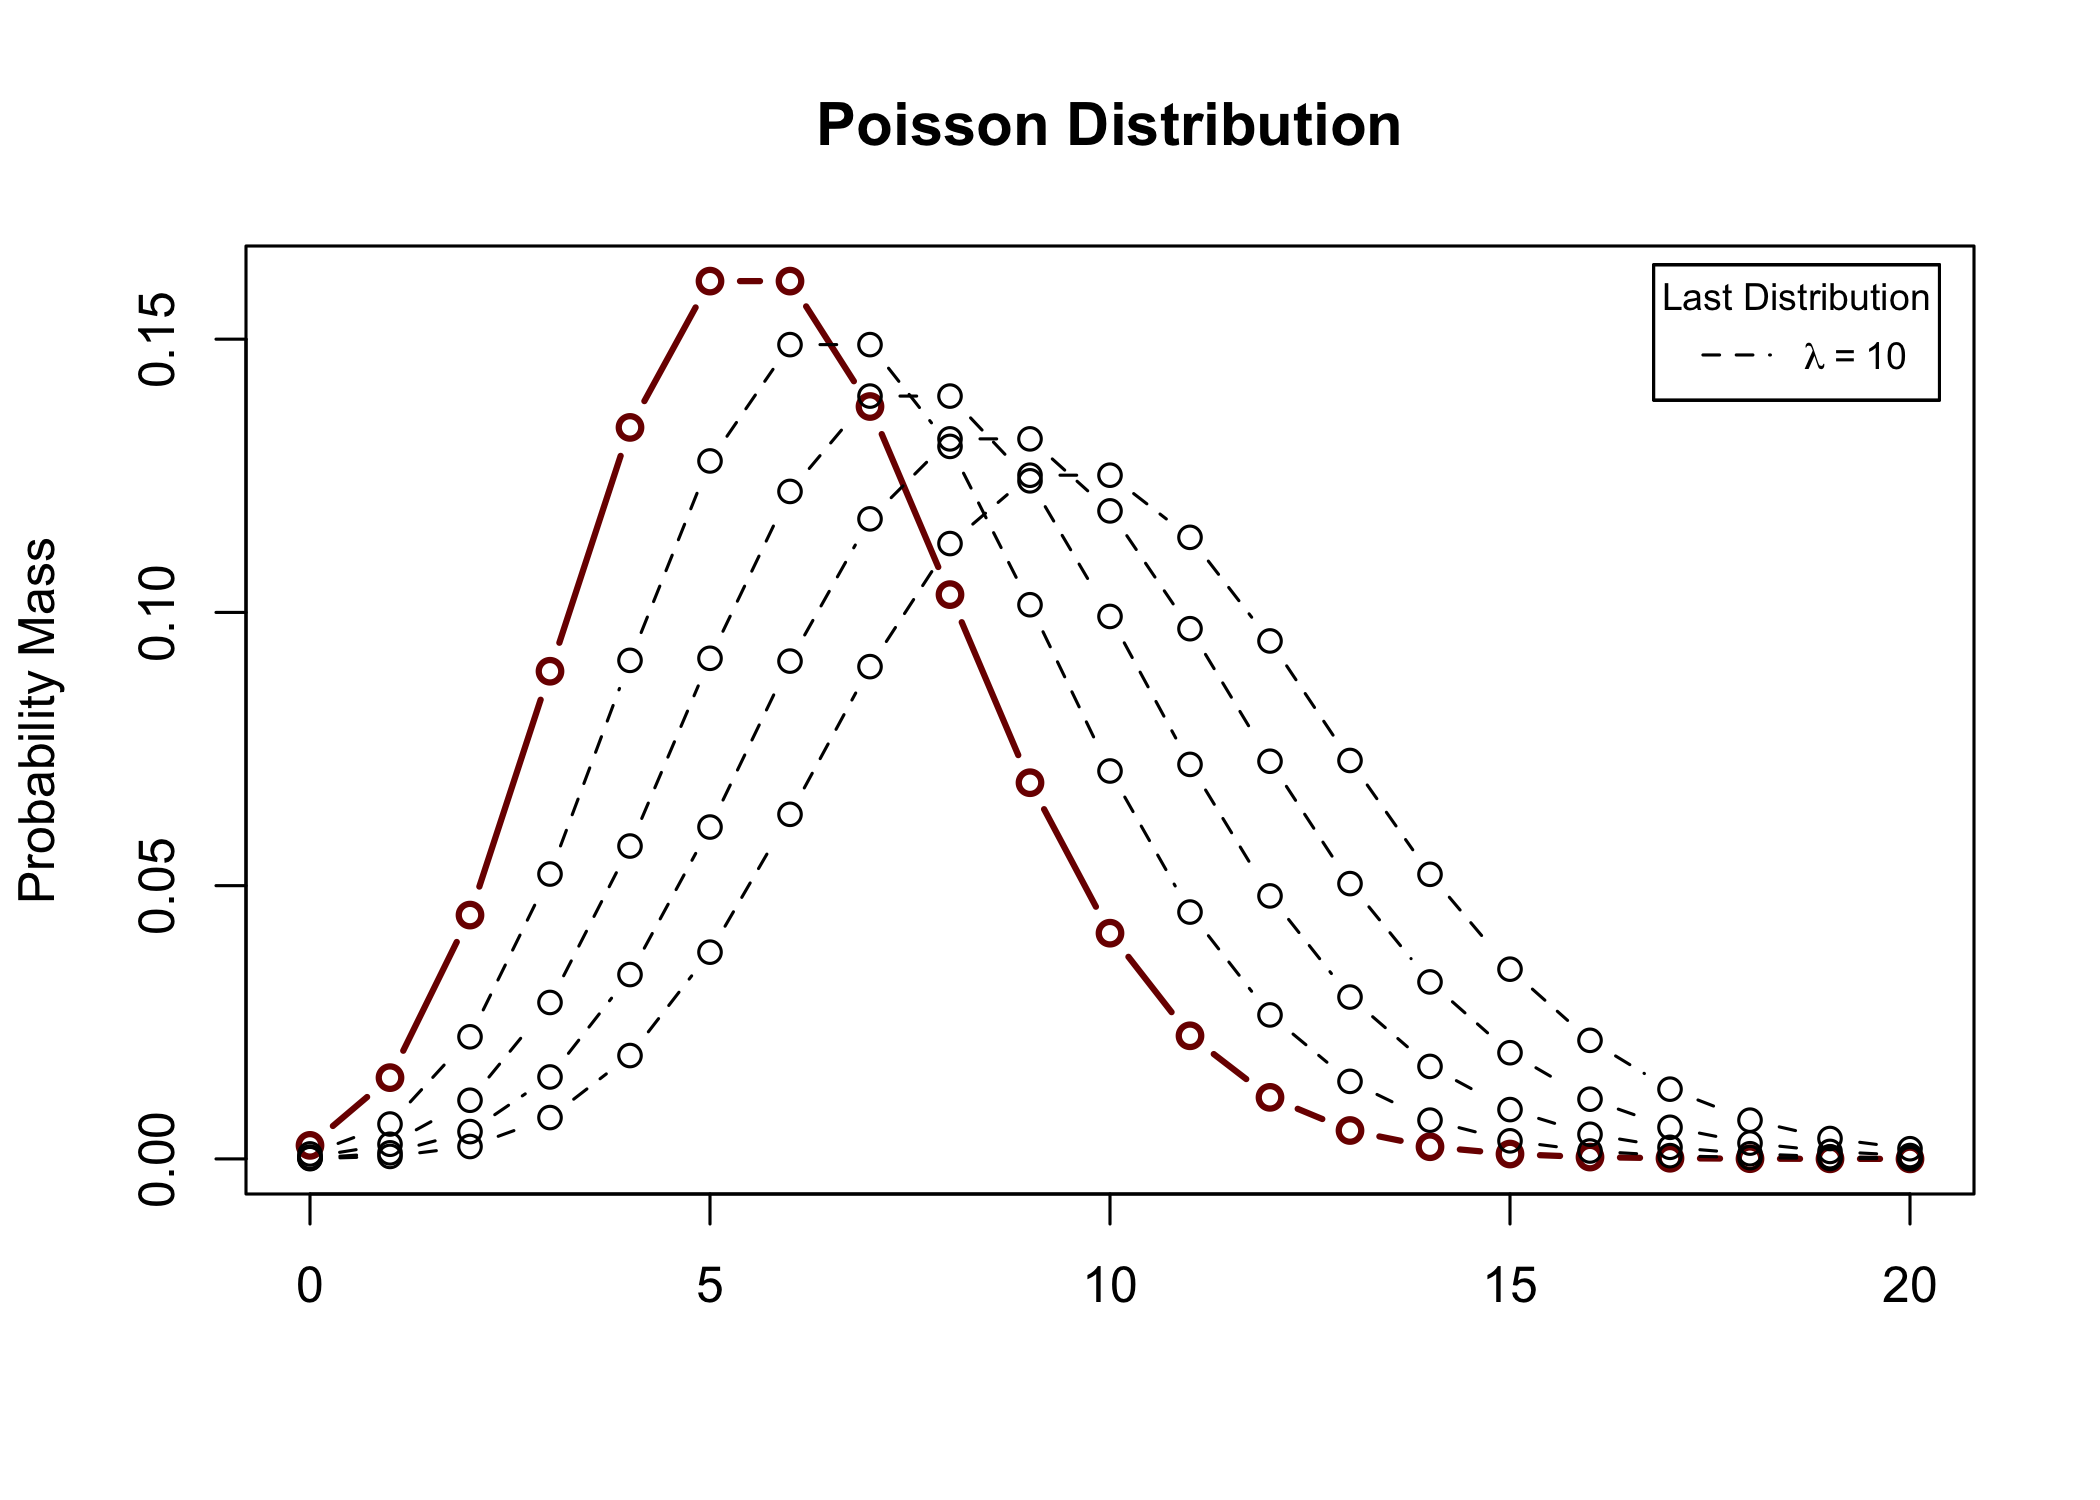 Poisson Distribution
Last Distribution
λ = 10
Probability Mass
0.15
0.10
0.05
0.00
0 5 10 15 20